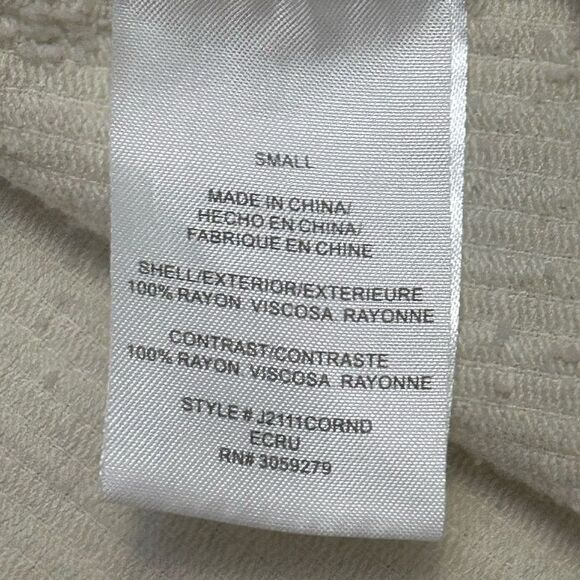 SMALL
MADE IN CHINA/
HECHO EN CHINA/
FABRIQUE EN CHINE
SHELL/EXTERIOR/EXTERIEURE
100% RAYON VISCOSA RAYONNE
CONTRAST/CONTRASTE
100% RAYON VISCOSA RAYONNE
STYLE # J2111CORND
ECRU
RN# 3059279